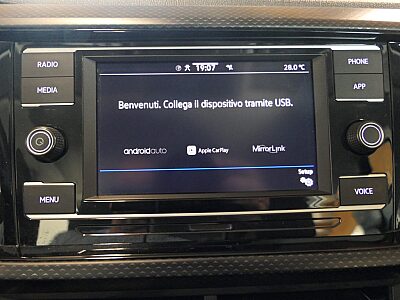 RADIO
MEDIA
MENU
19:07
28.0°C
Benvenuti. Collega il dispositivo tramite USB.
androidauto
Apple CarPlay
MirrorLink
Setup
PHONE
APP
VOICE